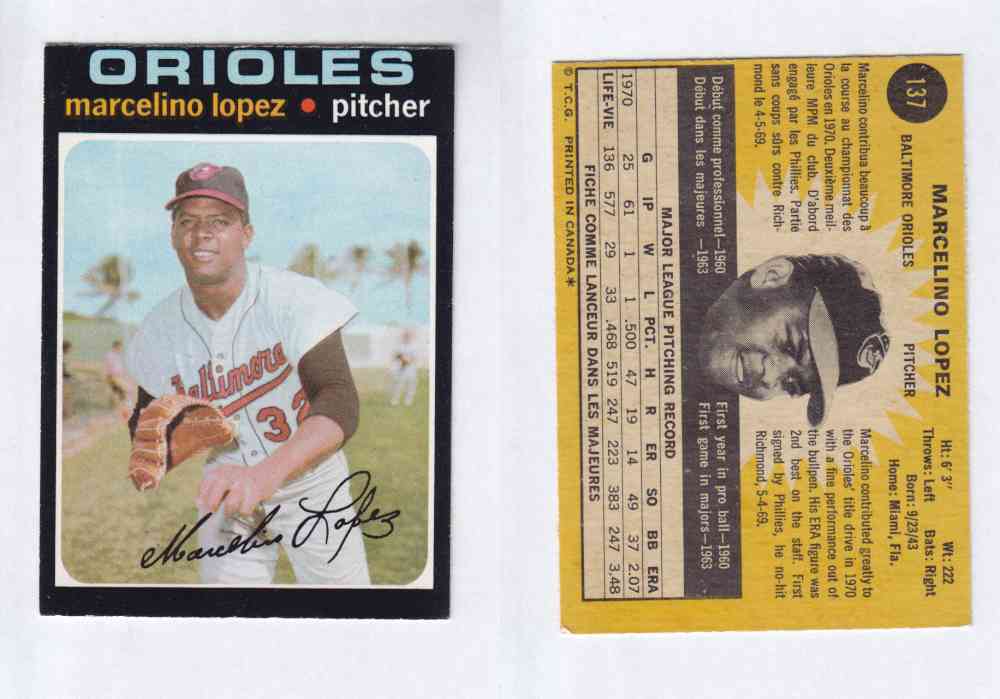 ORIOLES
marcelino lopez • pitcher
Baltimore
32
Marcelino Lopez
137
MARCELINO LOPEZ
BALTIMORE ORIOLES PITCHER
Ht: 6'3" Wt: 222
Throws: Left Bats: Right
Born: 9/23/43
Home: Miami, Fla.
Marcelino contribua beaucoup à
la course au championnat des
Orioles en 1970. Deuxième meil-
leure MPM du club. D'abord
engagé par les Phillies. Partie
sans coups sûrs contre Rich-
mond le 4-5-69.
Marcelino contributed greatly to
the Orioles' title drive in 1970
with a fine performance out of
the bullpen. His ERA figure was
2nd best on the staff. First
signed by Phillies, he no-hit
Richmond, 5-4-69.
Début comme professionnel—1960
Début dans les majeures —1963
First year in pro ball—1960
First game in majors—1963
MAJOR LEAGUE PITCHING RECORD
G IP W L PCT. H R ER SO BB ERA
1970 25 61 1 1 .500 47 19 14 49 37 2.07
LIFE-VIE 136 577 29 33 .468 519 247 223 383 247 3.48
FICHE COMME LANCEUR DANS LES MAJEURES
© T.C.G. PRINTED IN CANADA*